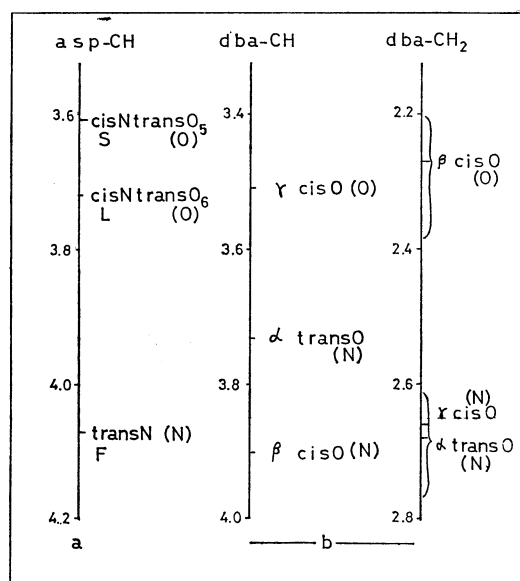 asp-CH dba-CH dba-CH₂
3.6
cisNtransO₅
S (O)
cisNtransO₆
L (O)
3.8
4.0
transN (N)
F
4.2
a
3.4
γ cisO (O)
3.6
α transO
(N)
3.8
β cisO (N)
4.0
2.2
β cisO
(O)
2.4
2.6
(N)
γ cisO
α transO
(N)
2.8
b